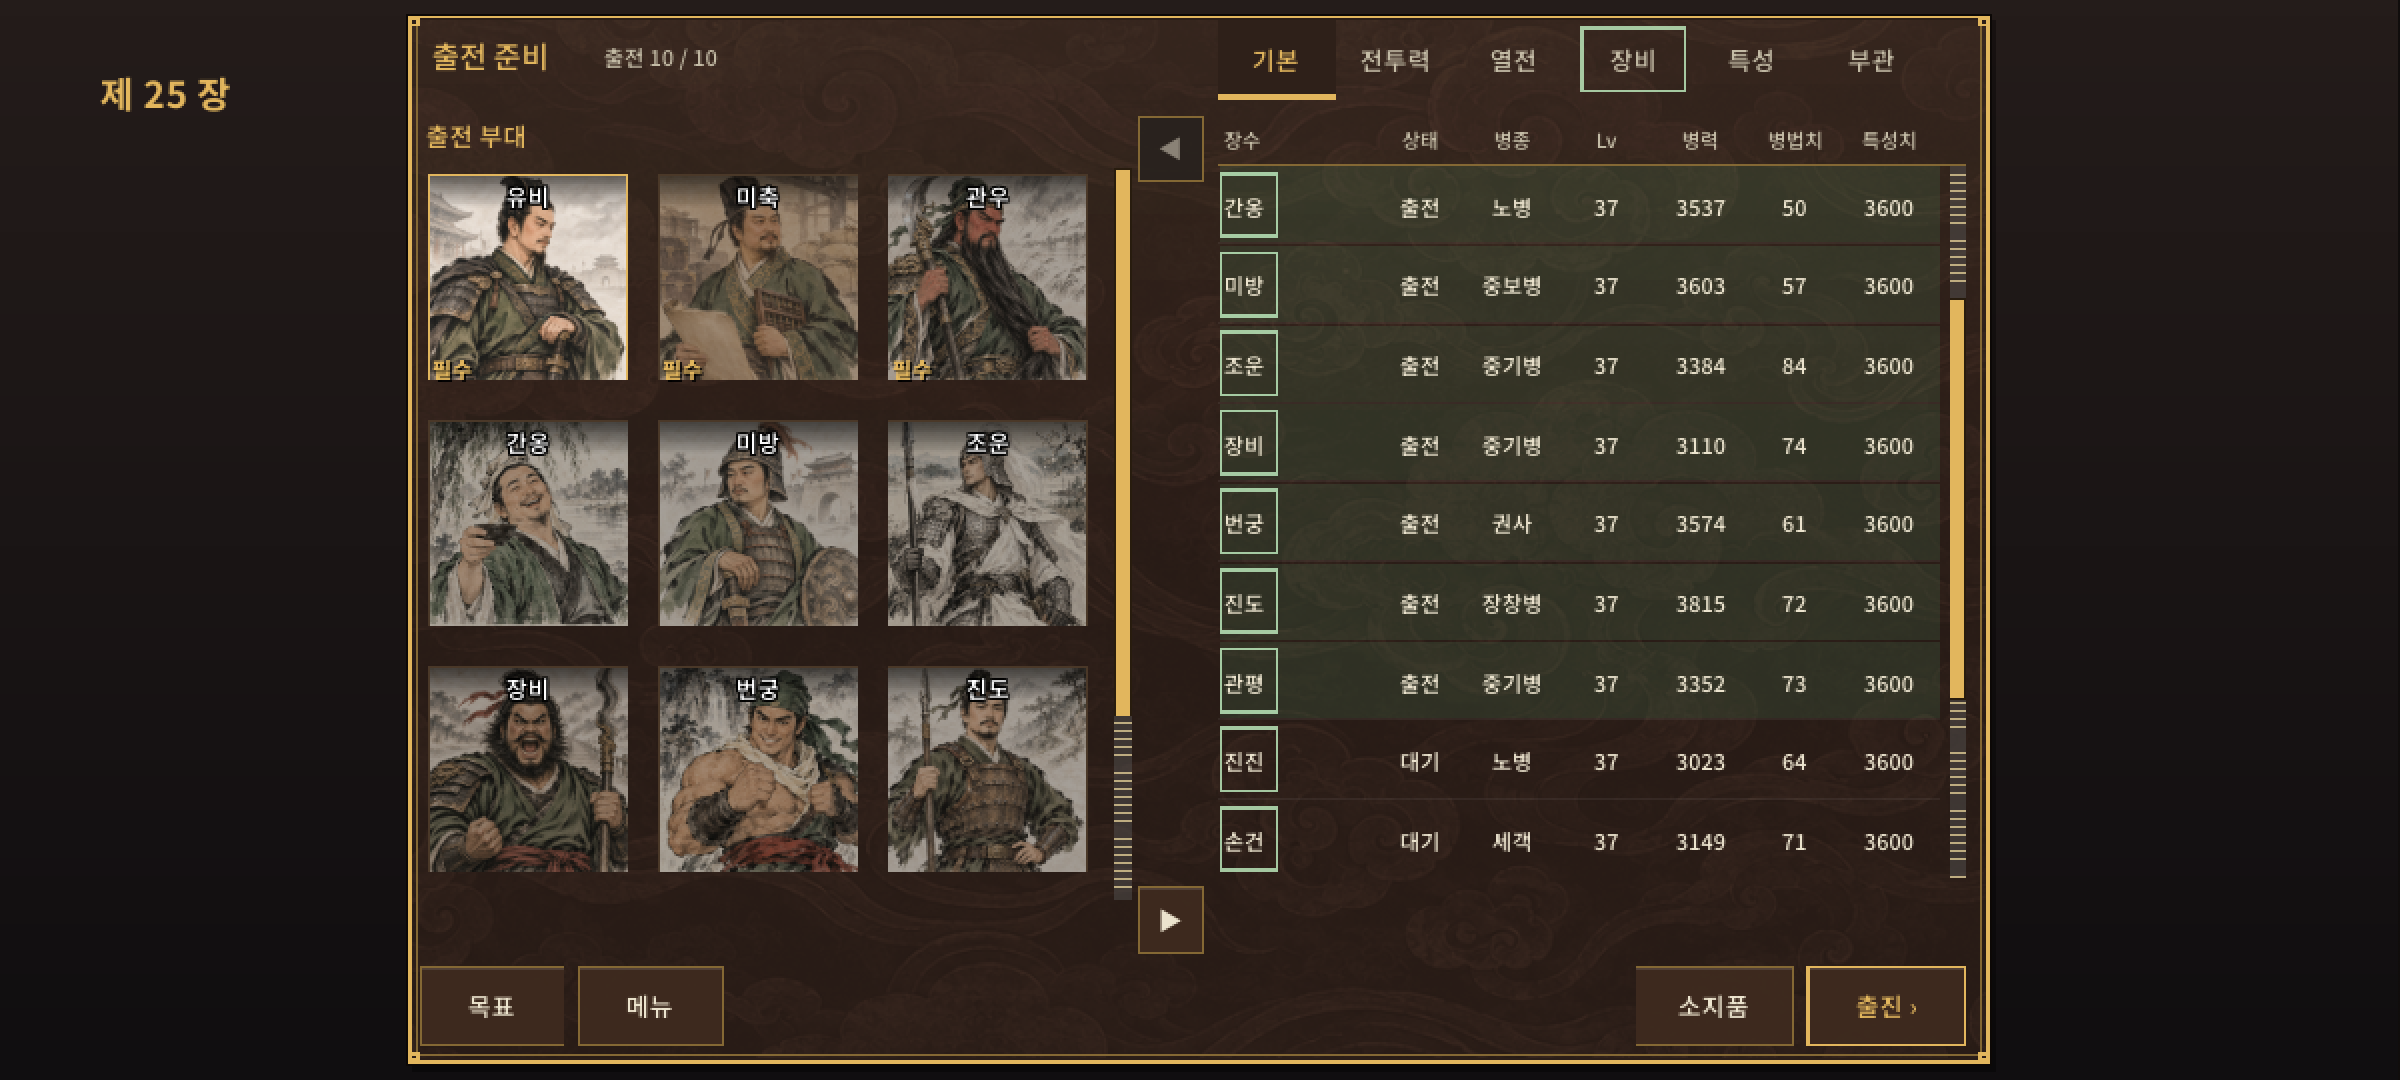 제 25 장
출전 준비
출전 10 / 10
출전 부대
유비
미축
관우
필수
필수
필수
간옹
미방
조운
장비
번궁
진도
◀
▶
목표
메뉴
기본 전투력 열전 장비 특성 부관
장수 상태 병종 Lv 병력 병법치 특성치
간옹 출전 노병 37 3537 50 3600
미방 출전 중보병 37 3603 57 3600
조운 출전 중기병 37 3384 84 3600
장비 출전 중기병 37 3110 74 3600
번궁 출전 권사 37 3574 61 3600
진도 출전 장창병 37 3815 72 3600
관평 출전 중기병 37 3352 73 3600
진진 대기 노병 37 3023 64 3600
손건 대기 세객 37 3149 71 3600
소지품
출진 ›